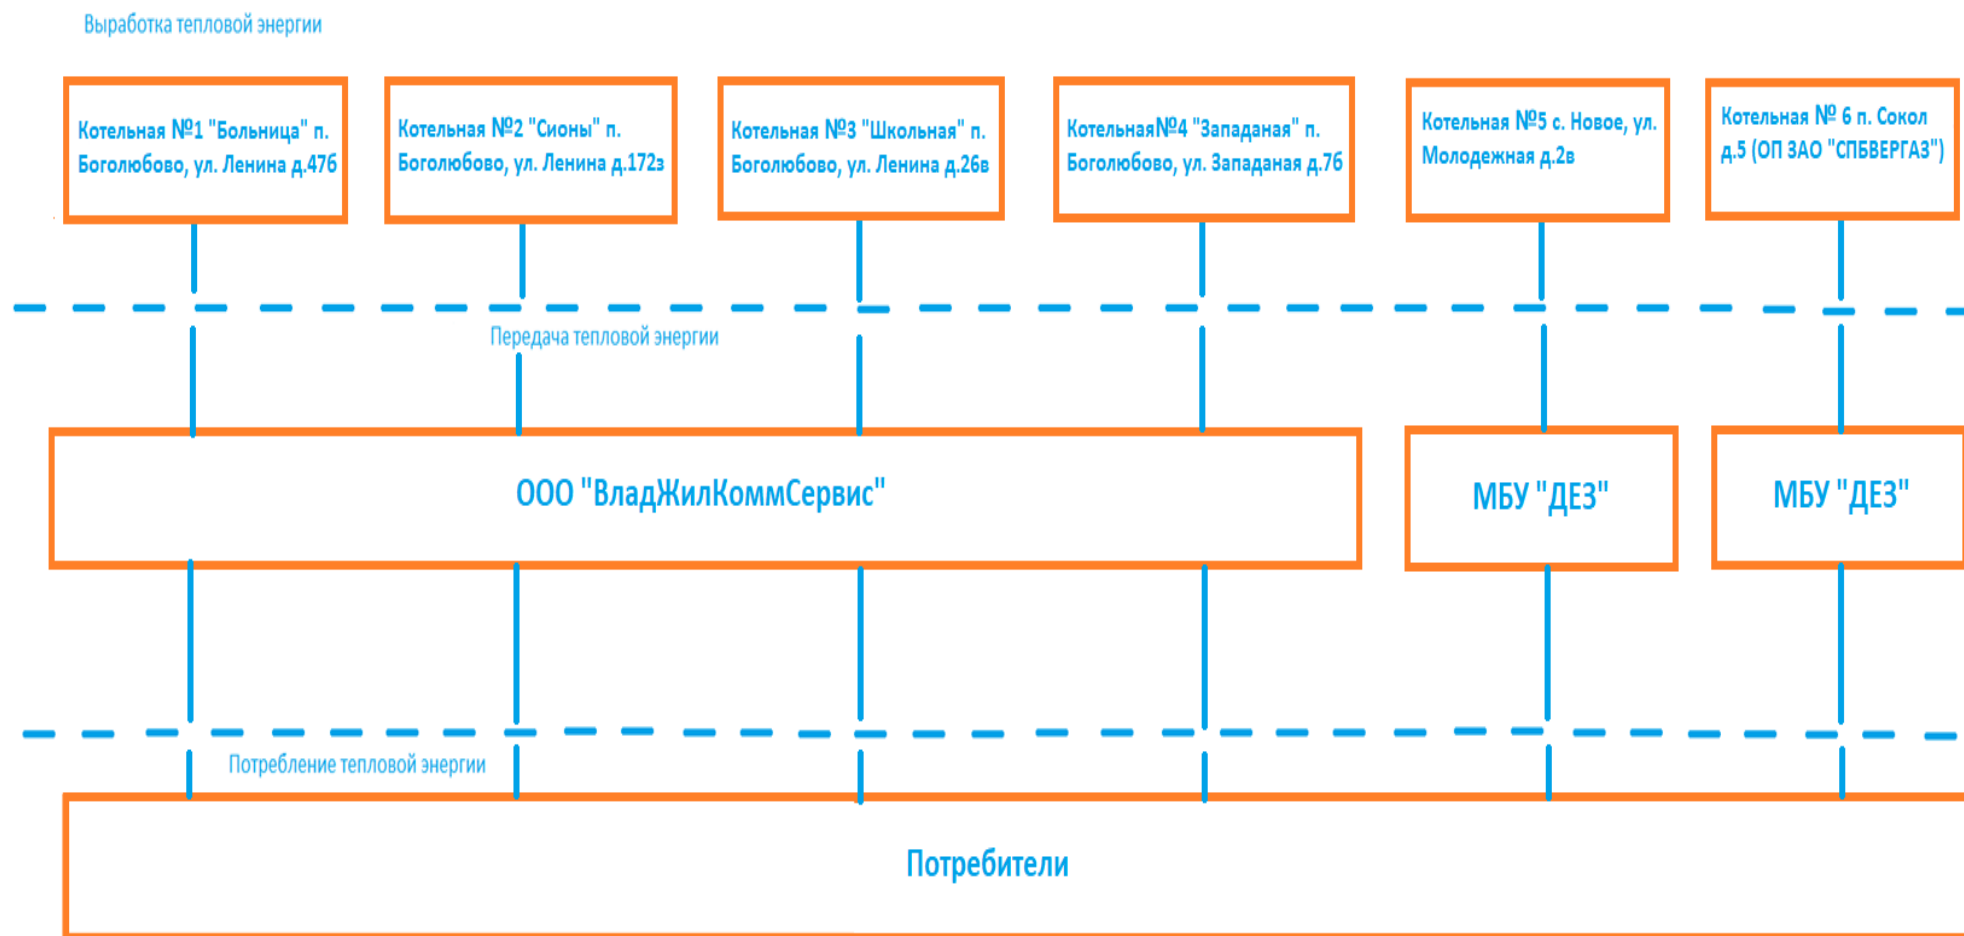 Выработка тепловой энергии
Котельная №1 "Больница" п.
Боголюбово, ул. Ленина д.47б
Котельная №2 "Сионы" п.
Боголюбово, ул. Ленина д.172з
Котельная №3 "Школьная" п.
Боголюбово, ул. Ленина д.26в
Котельная№4 "Западаная" п.
Боголюбово, ул. Западаная д.7б
Котельная №5 с. Новое, ул.
Молодежная д.2в
Котельная № 6 п. Сокол
д.5 (ОП ЗАО "СПБВЕРГАЗ")
Передача тепловой энергии
ООО "ВладЖилКоммСервис"
МБУ "ДЕЗ"
МБУ "ДЕЗ"
Потребление тепловой энергии
Потребители